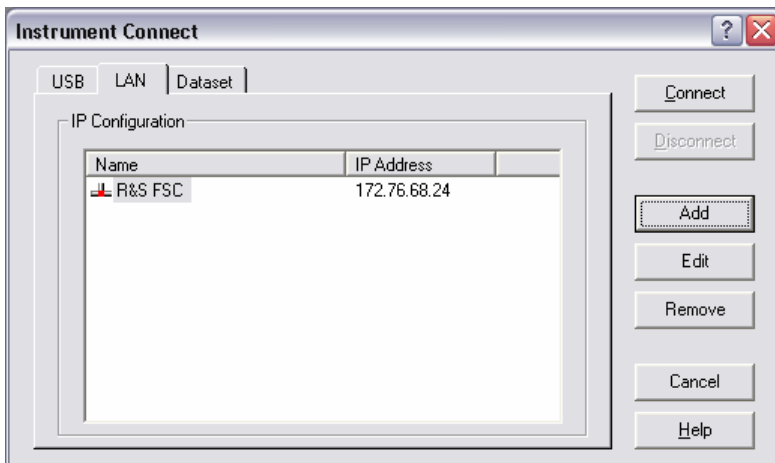 Instrument Connect
USB LAN Dataset
IP Configuration
Name IP Address
R&S FSC 172.76.68.24
Connect
Disconnect
Add
Edit
Remove
Cancel
Help